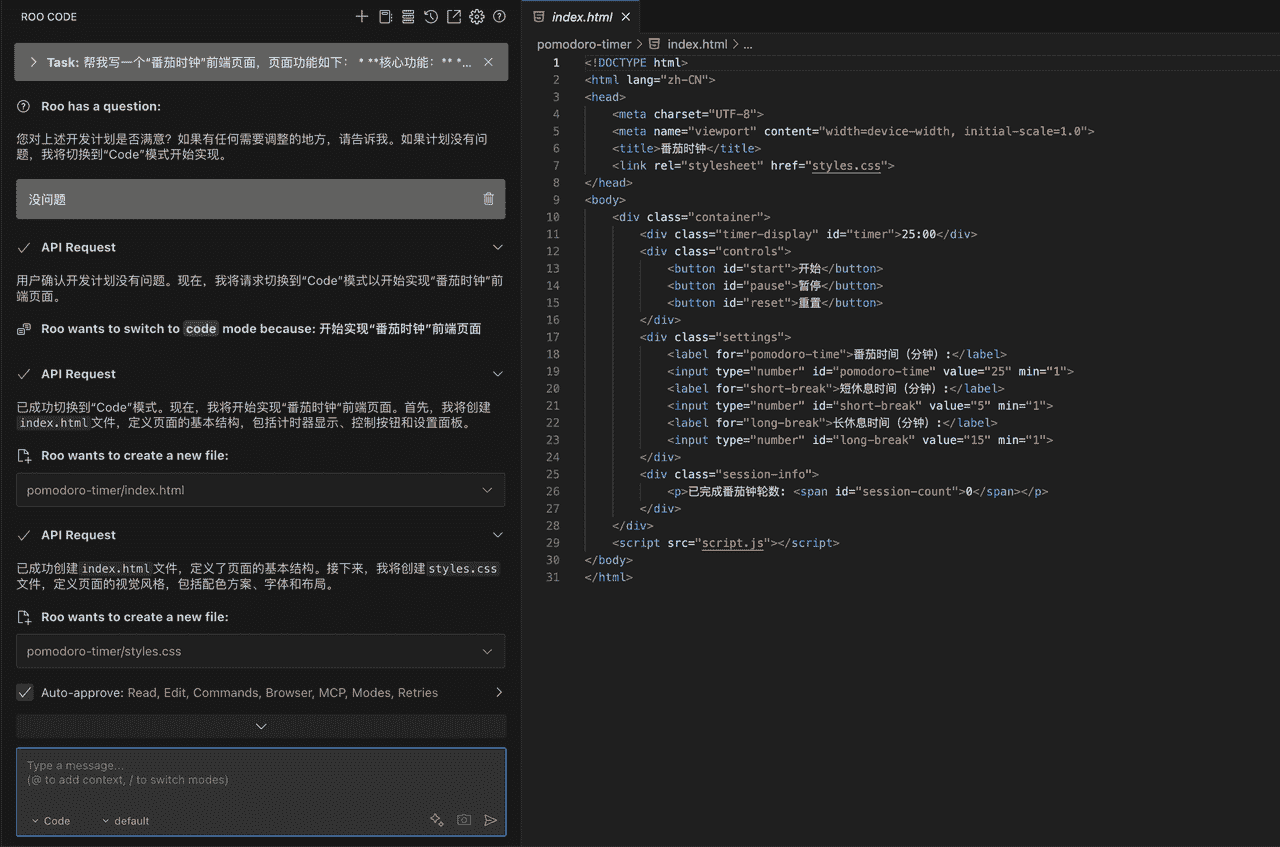 ROO CODE
Task: 帮我写一个“番茄时钟”前端页面，页面功能如下： * **核心功能：** *...
Roo has a question:
您对上述开发计划是否满意？如果有任何需要调整的地方，请告诉我。如果计划没有问
题，我将切换到“Code”模式开始实现。
没问题
API Request
用户确认开发计划没有问题。现在，我将请求切换到“Code”模式以开始实现“番茄时钟”前
端页面。
Roo wants to switch to code mode because: 开始实现“番茄时钟”前端页面
API Request
已成功切换到“Code”模式。现在，我将开始实现“番茄时钟”前端页面。首先，我将创建
index.html 文件，定义页面的基本结构，包括计时器显示、控制按钮和设置面板。
Roo wants to create a new file:
pomodoro-timer/index.html
API Request
已成功创建 index.html 文件，定义了页面的基本结构。接下来，我将创建 styles.css
文件，定义页面的视觉风格，包括配色方案、字体和布局。
Roo wants to create a new file:
pomodoro-timer/styles.css
Auto-approve: Read, Edit, Commands, Browser, MCP, Modes, Retries
Type a message...
(@ to add context, / to switch modes)
Code default
index.html
pomodoro-timer > index.html > ...
1 <!DOCTYPE html>
2 <html lang="zh-CN">
3 <head>
4 <meta charset="UTF-8">
5 <meta name="viewport" content="width=device-width, initial-scale=1.0">
6 <title>番茄时钟</title>
7 <link rel="stylesheet" href="styles.css">
8 </head>
9 <body>
10 <div class="container">
11 <div class="timer-display" id="timer">25:00</div>
12 <div class="controls">
13 <button id="start">开始</button>
14 <button id="pause">暂停</button>
15 <button id="reset">重置</button>
16 </div>
17 <div class="settings">
18 <label for="pomodoro-time">番茄时间（分钟）:</label>
19 <input type="number" id="pomodoro-time" value="25" min="1">
20 <label for="short-break">短休息时间（分钟）:</label>
21 <input type="number" id="short-break" value="5" min="1">
22 <label for="long-break">长休息时间（分钟）:</label>
23 <input type="number" id="long-break" value="15" min="1">
24 </div>
25 <div class="session-info">
26 <p>已完成番茄钟轮数: <span id="session-count">0</span></p>
27 </div>
28 </div>
29 <script src="script.js"></script>
30 </body>
31 </html>